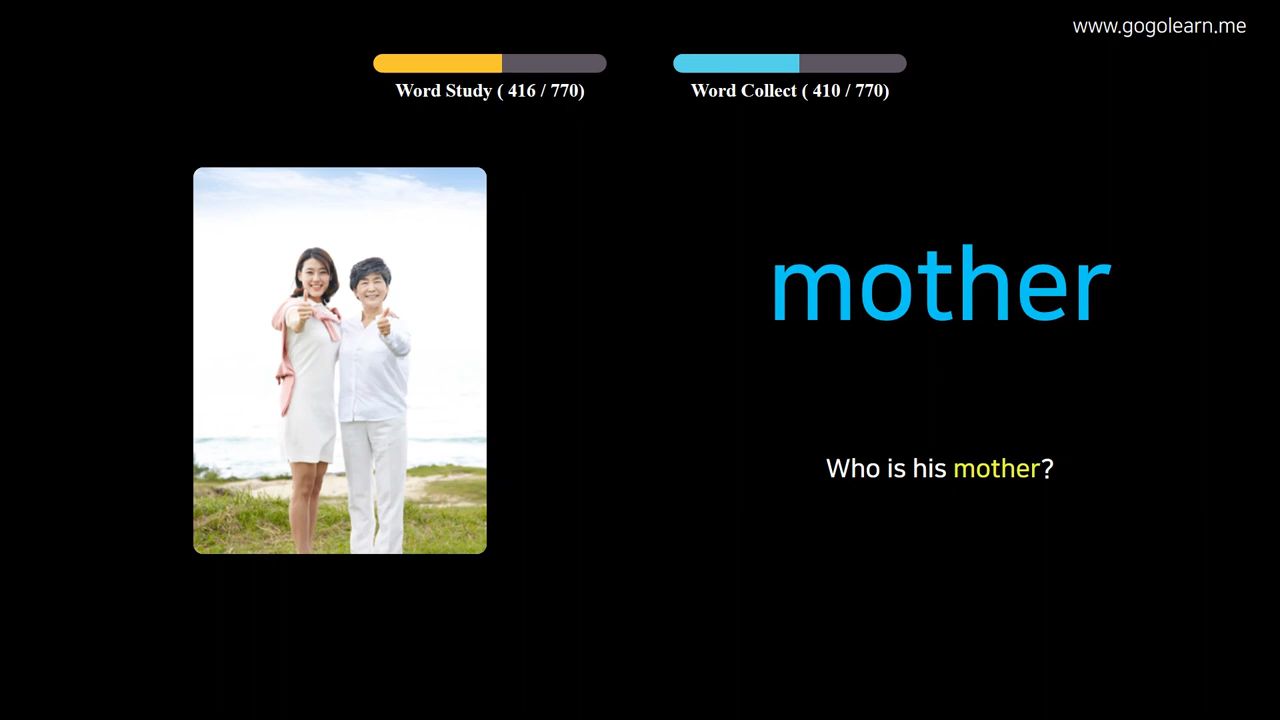 www.gogolearn.me
Word Study ( 416 / 770)
Word Collect ( 410 / 770)
mother
Who is his mother?